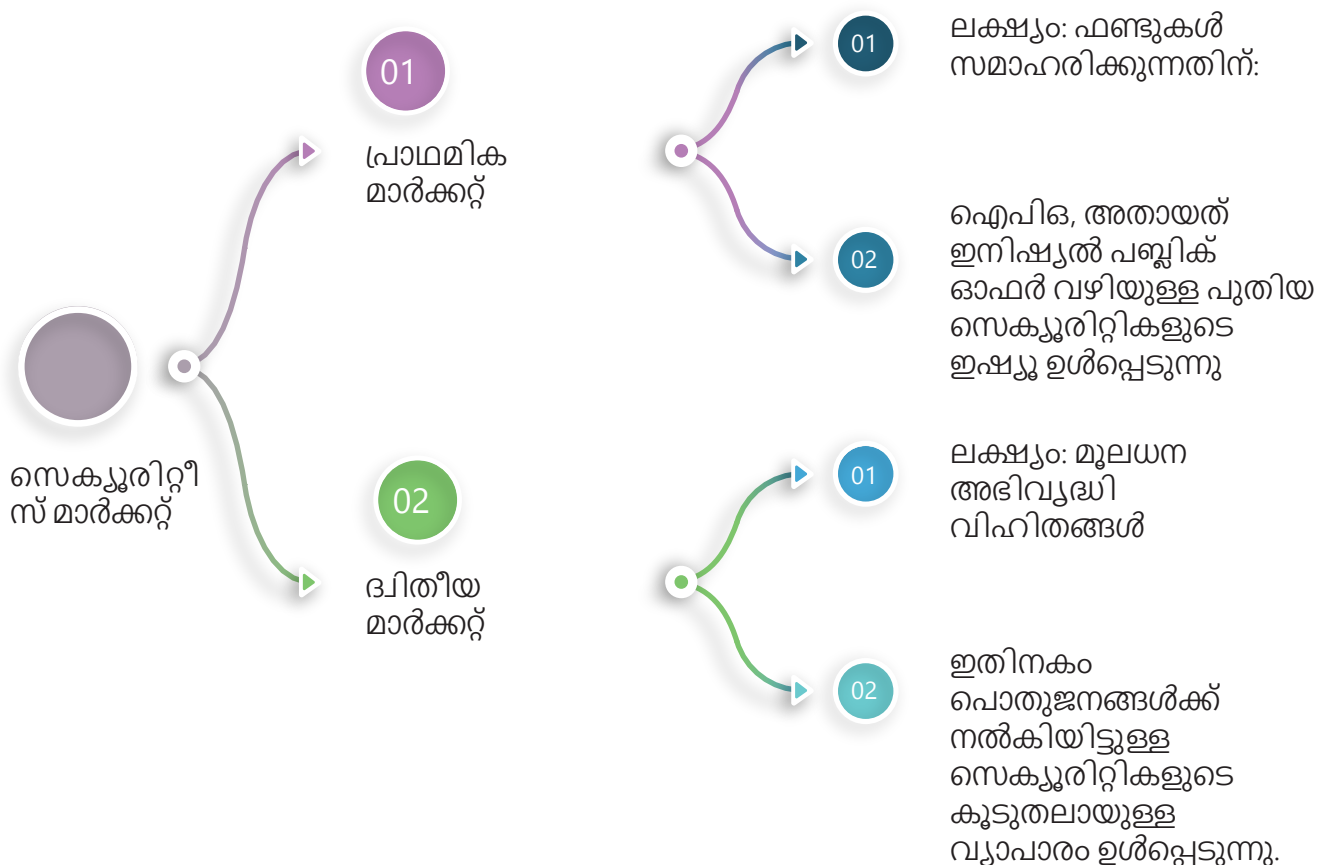 സെക്യൂരിറ്റീ
സ് മാർക്കറ്റ്
01
പ്രാഥമിക
മാർക്കറ്റ്
01
ലക്ഷ്യം: ഫണ്ടുകൾ
സമാഹരിക്കുന്നതിന്:
02
ഐപിഒ, അതായത്
ഇനിഷ്യൽ പബ്ലിക്
ഓഫർ വഴിയുള്ള പുതിയ
സെക്യൂരിറ്റികളുടെ
ഇഷ്യൂ ഉൾപ്പെടുന്നു
02
ദ്വിതീയ
മാർക്കറ്റ്
01
ലക്ഷ്യം: മൂലധന
അഭിവൃദ്ധി
വിഹിതങ്ങൾ
02
ഇതിനകം
പൊതുജനങ്ങൾക്ക്
നൽകിയിട്ടുള്ള
സെക്യൂരിറ്റികളുടെ
കൂടുതലായുള്ള
വ്യാപാരം ഉൾപ്പെടുന്നു.